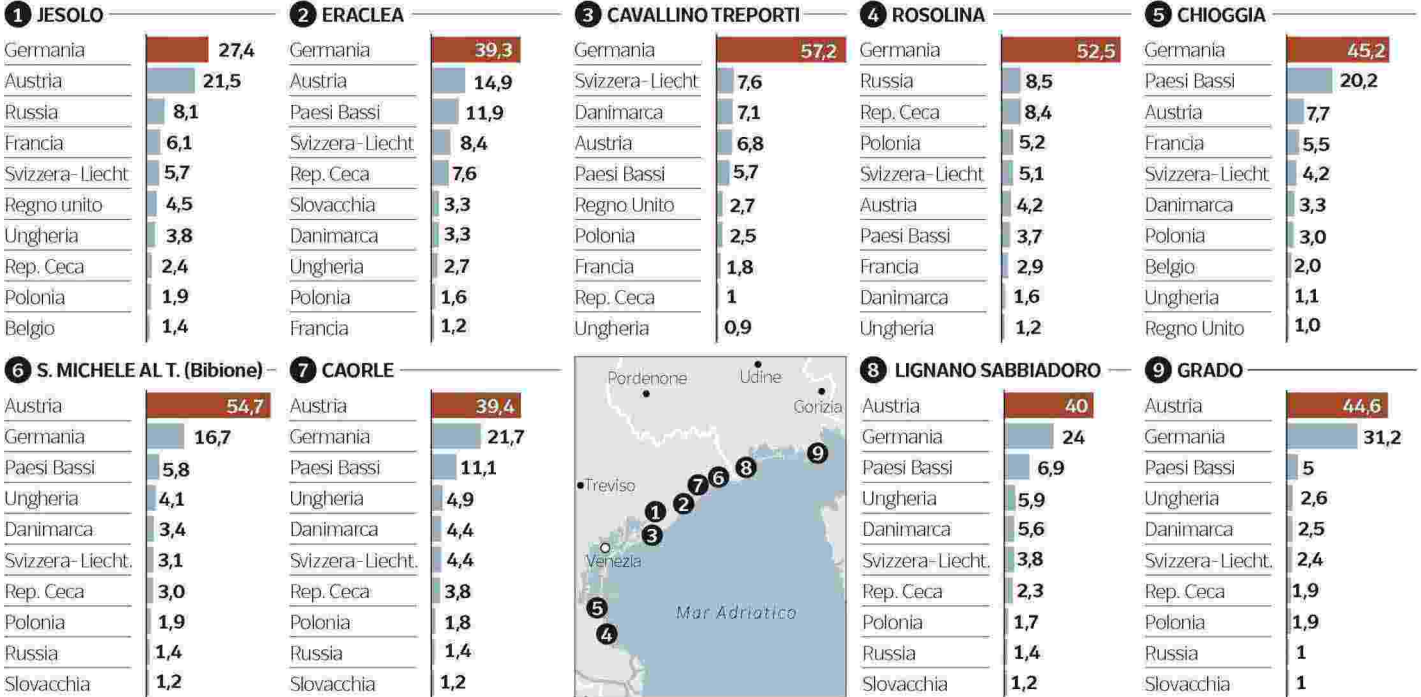 1 JESOLO
Germania 27,4
Austria 21,5
Russia 8,1
Francia 6,1
Svizzera-Liecht 5,7
Regno unito 4,5
Ungheria 3,8
Rep. Ceca 2,4
Polonia 1,9
Belgio 1,4
2 ERACLEA
Germania 39,3
Austria 14,9
Paesi Bassi 11,9
Svizzera-Liecht 8,4
Rep. Ceca 7,6
Slovacchia 3,3
Danimarca 3,3
Ungheria 2,7
Polonia 1,6
Francia 1,2
3 CAVALLINO TREPORTI
Germania 57,2
Svizzera-Liecht 7,6
Danimarca 7,1
Austria 6,8
Paesi Bassi 5,7
Regno Unito 2,7
Polonia 2,5
Francia 1,8
Rep. Ceca 1
Ungheria 0,9
4 ROSOLINA
Germania 52,5
Russia 8,5
Rep. Ceca 8,4
Polonia 5,2
Svizzera-Liecht 5,1
Austria 4,2
Paesi Bassi 3,7
Francia 2,9
Danimarca 1,6
Ungheria 1,2
5 CHIOGGIA
Germania 45,2
Paesi Bassi 20,2
Austria 7,7
Francia 5,5
Svizzera-Liecht 4,2
Danimarca 3,3
Polonia 3,0
Belgio 2,0
Ungheria 1,1
Regno Unito 1,0
6 S. MICHELE AL T. (Bibione)
Austria 54,7
Germania 16,7
Paesi Bassi 5,8
Ungheria 4,1
Danimarca 3,4
Svizzera-Liecht. 3,1
Rep. Ceca 3,0
Polonia 1,9
Russia 1,4
Slovacchia 1,2
7 CAORLE
Austria 39,4
Germania 21,7
Paesi Bassi 11,1
Ungheria 4,9
Danimarca 4,4
Svizzera-Liecht. 4,4
Rep. Ceca 3,8
Polonia 1,8
Russia 1,4
Slovacchia 1,2
Pordenone
Udine
Gorizia
9
8
6
7
Treviso
2
1
3
Venezia
5
Mar Adriatico
4
8 LIGNANO SABBIADORO
Austria 40
Germania 24
Paesi Bassi 6,9
Ungheria 5,9
Danimarca 5,6
Svizzera-Liecht. 3,8
Rep. Ceca 2,3
Polonia 1,7
Russia 1,4
Slovacchia 1,2
9 GRADO
Austria 44,6
Germania 31,2
Paesi Bassi 5
Ungheria 2,6
Danimarca 2,5
Svizzera-Liecht. 2,4
Rep. Ceca 1,9
Polonia 1,9
Russia 1
Slovacchia 1